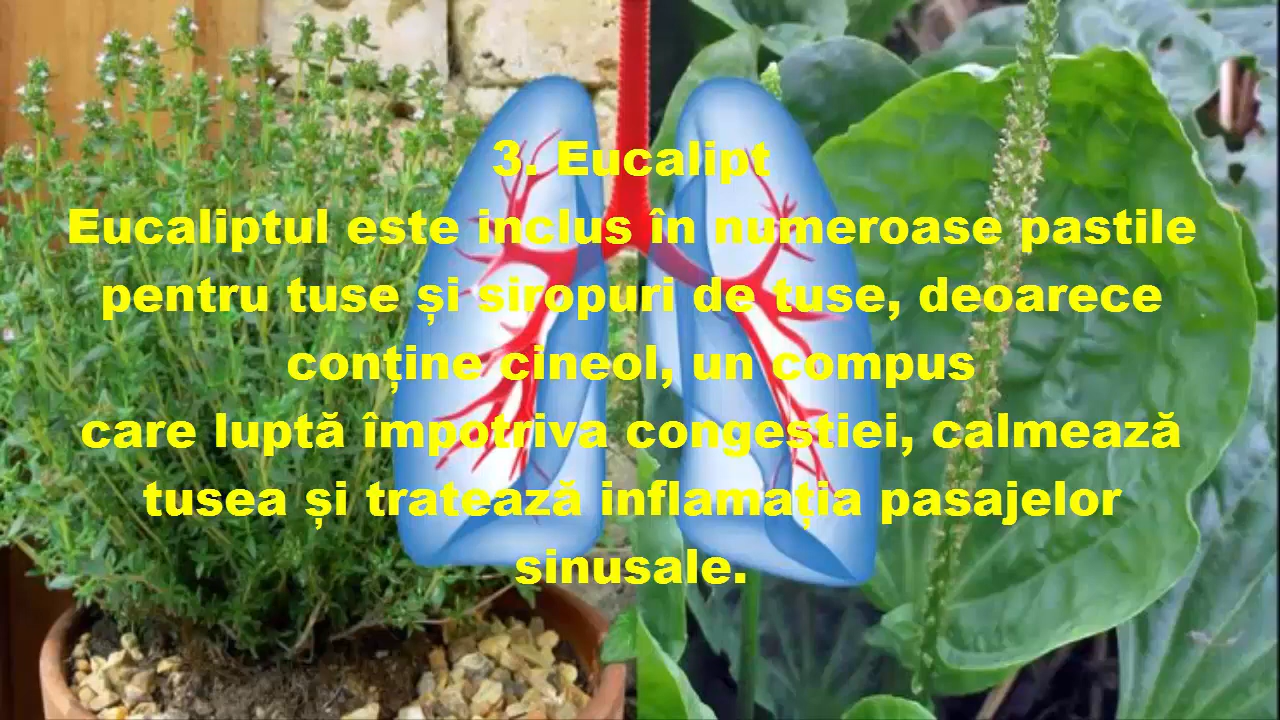 3. Eucalipt
Eucaliptul este inclus în numeroase pastile
pentru tuse și siropuri de tuse, deoarece
conține cineol, un compus
care luptă împotriva congestiei, calmează
tusea și tratează inflamația pasajelor
sinusale.